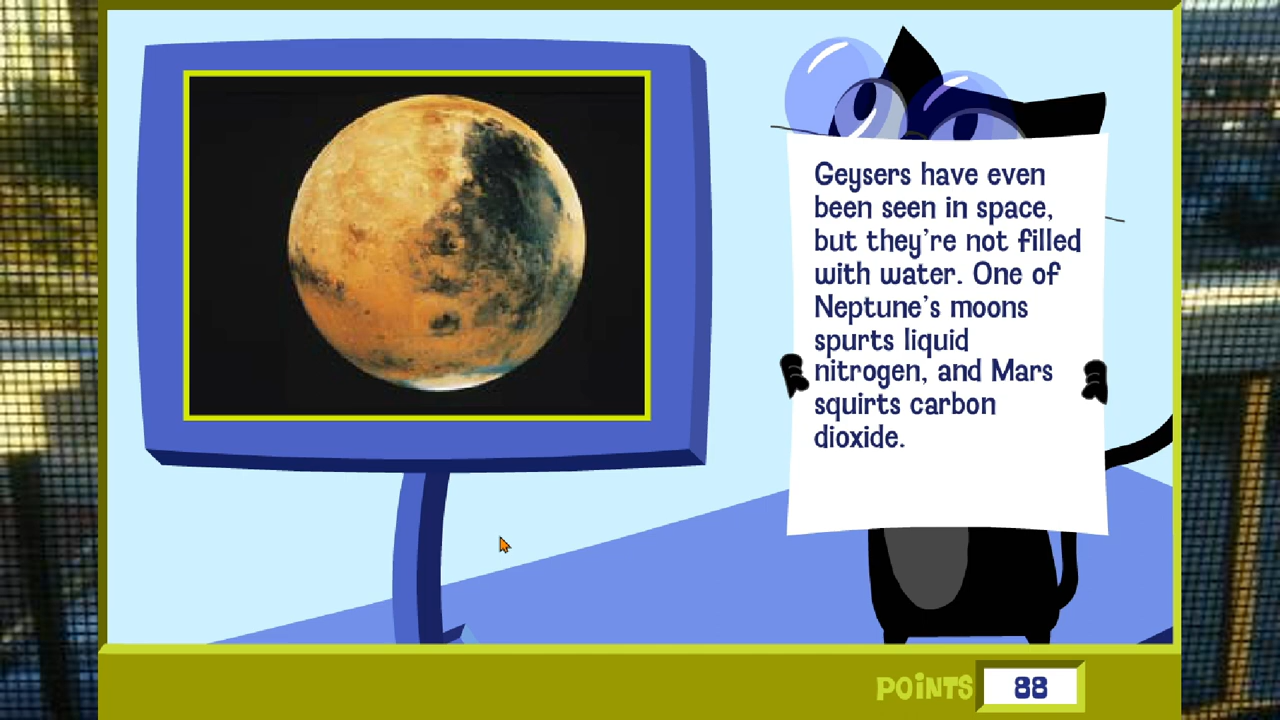 Geysers have even
been seen in space,
but they're not filled
with water. One of
Neptune's moons
spurts liquid
nitrogen, and Mars
squirts carbon
dioxide.
POiNTS 88